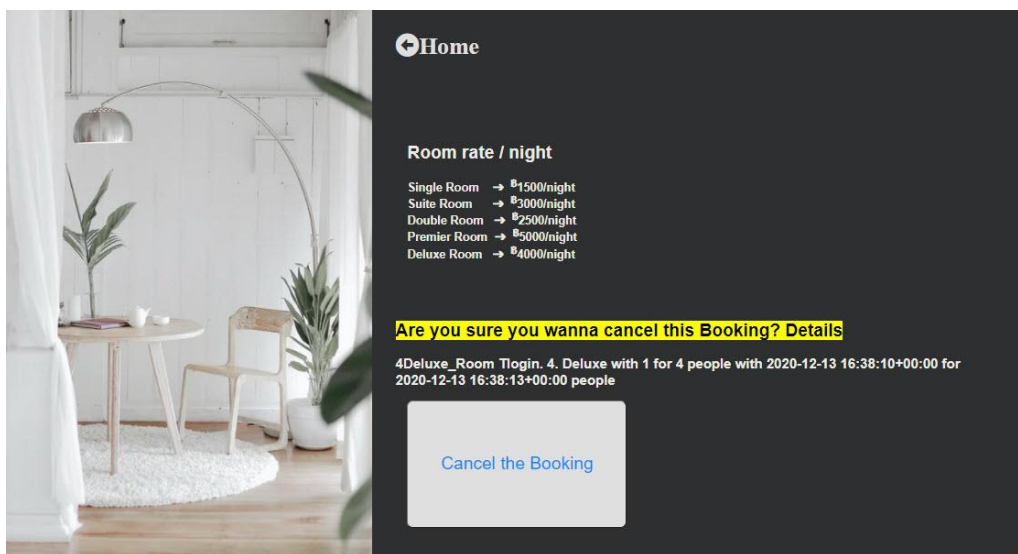 Home
Room rate / night
Single Room ➔ ฿1500/night
Suite Room ➔ ฿3000/night
Double Room ➔ ฿2500/night
Premier Room ➔ ฿5000/night
Deluxe Room ➔ ฿4000/night
Are you sure you wanna cancel this Booking? Details
4Deluxe_Room Tlogin. 4. Deluxe with 1 for 4 people with 2020-12-13 16:38:10+00:00 for
2020-12-13 16:38:13+00:00 people
Cancel the Booking